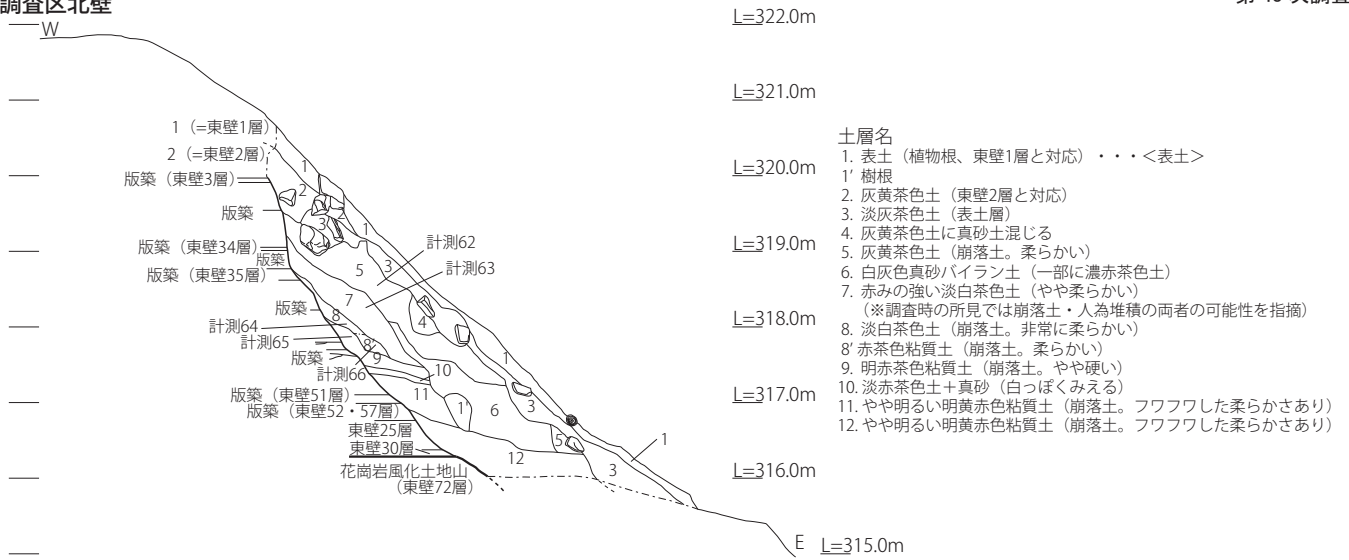 調査区北壁
W
L=322.0m
L=321.0m
L=320.0m
L=319.0m
L=318.0m
L=317.0m
L=316.0m
E L=315.0m
1（=東壁1層）
2（=東壁2層）
版築（東壁3層）
版築
版築（東壁34層）
版築
版築（東壁35層）
版築
計測64
計測65
版築
計測66
版築（東壁51層）
版築（東壁52・57層）
東壁25層
東壁30層
花崗岩風化土地山
（東壁72層）
計測62
計測63
1
2
2
3
1
5
3
7
4
8
8'
9
10
1
11
1'
6
3
5
1
12
3
土層名
1. 表土（植物根、東壁1層と対応）・・・＜表土＞
1' 樹根
2. 灰黄茶色土（東壁2層と対応）
3. 淡灰茶色土（表土層）
4. 灰黄茶色土に真砂土混じる
5. 灰黄茶色土（崩落土。柔らかい）
6. 白灰色真砂バイラン土（一部に濃赤茶色土）
7. 赤みの強い淡白茶色土（やや柔らかい）
（※調査時の所見では崩落土・人為堆積の両者の可能性を指摘）
8. 淡白茶色土（崩落土。非常に柔らかい）
8' 赤茶色粘質土（崩落土。柔らかい）
9. 明赤茶色粘質土（崩落土。やや硬い）
10. 淡赤茶色土＋真砂（白っぽくみえる）
11. やや明るい明黄赤色粘質土（崩落土。フワフワした柔らかさあり）
12. やや明るい明黄赤色粘質土（崩落土。フワフワした柔らかさあり）